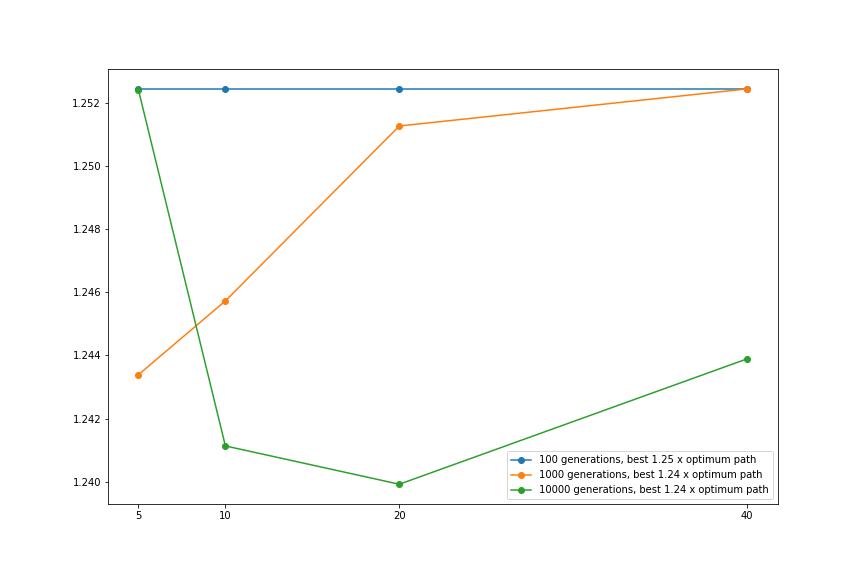 1.252
1.250
1.248
1.246
1.244
1.242
1.240
5 10 20 40
100 generations, best 1.25 x optimum path
1000 generations, best 1.24 x optimum path
10000 generations, best 1.24 x optimum path